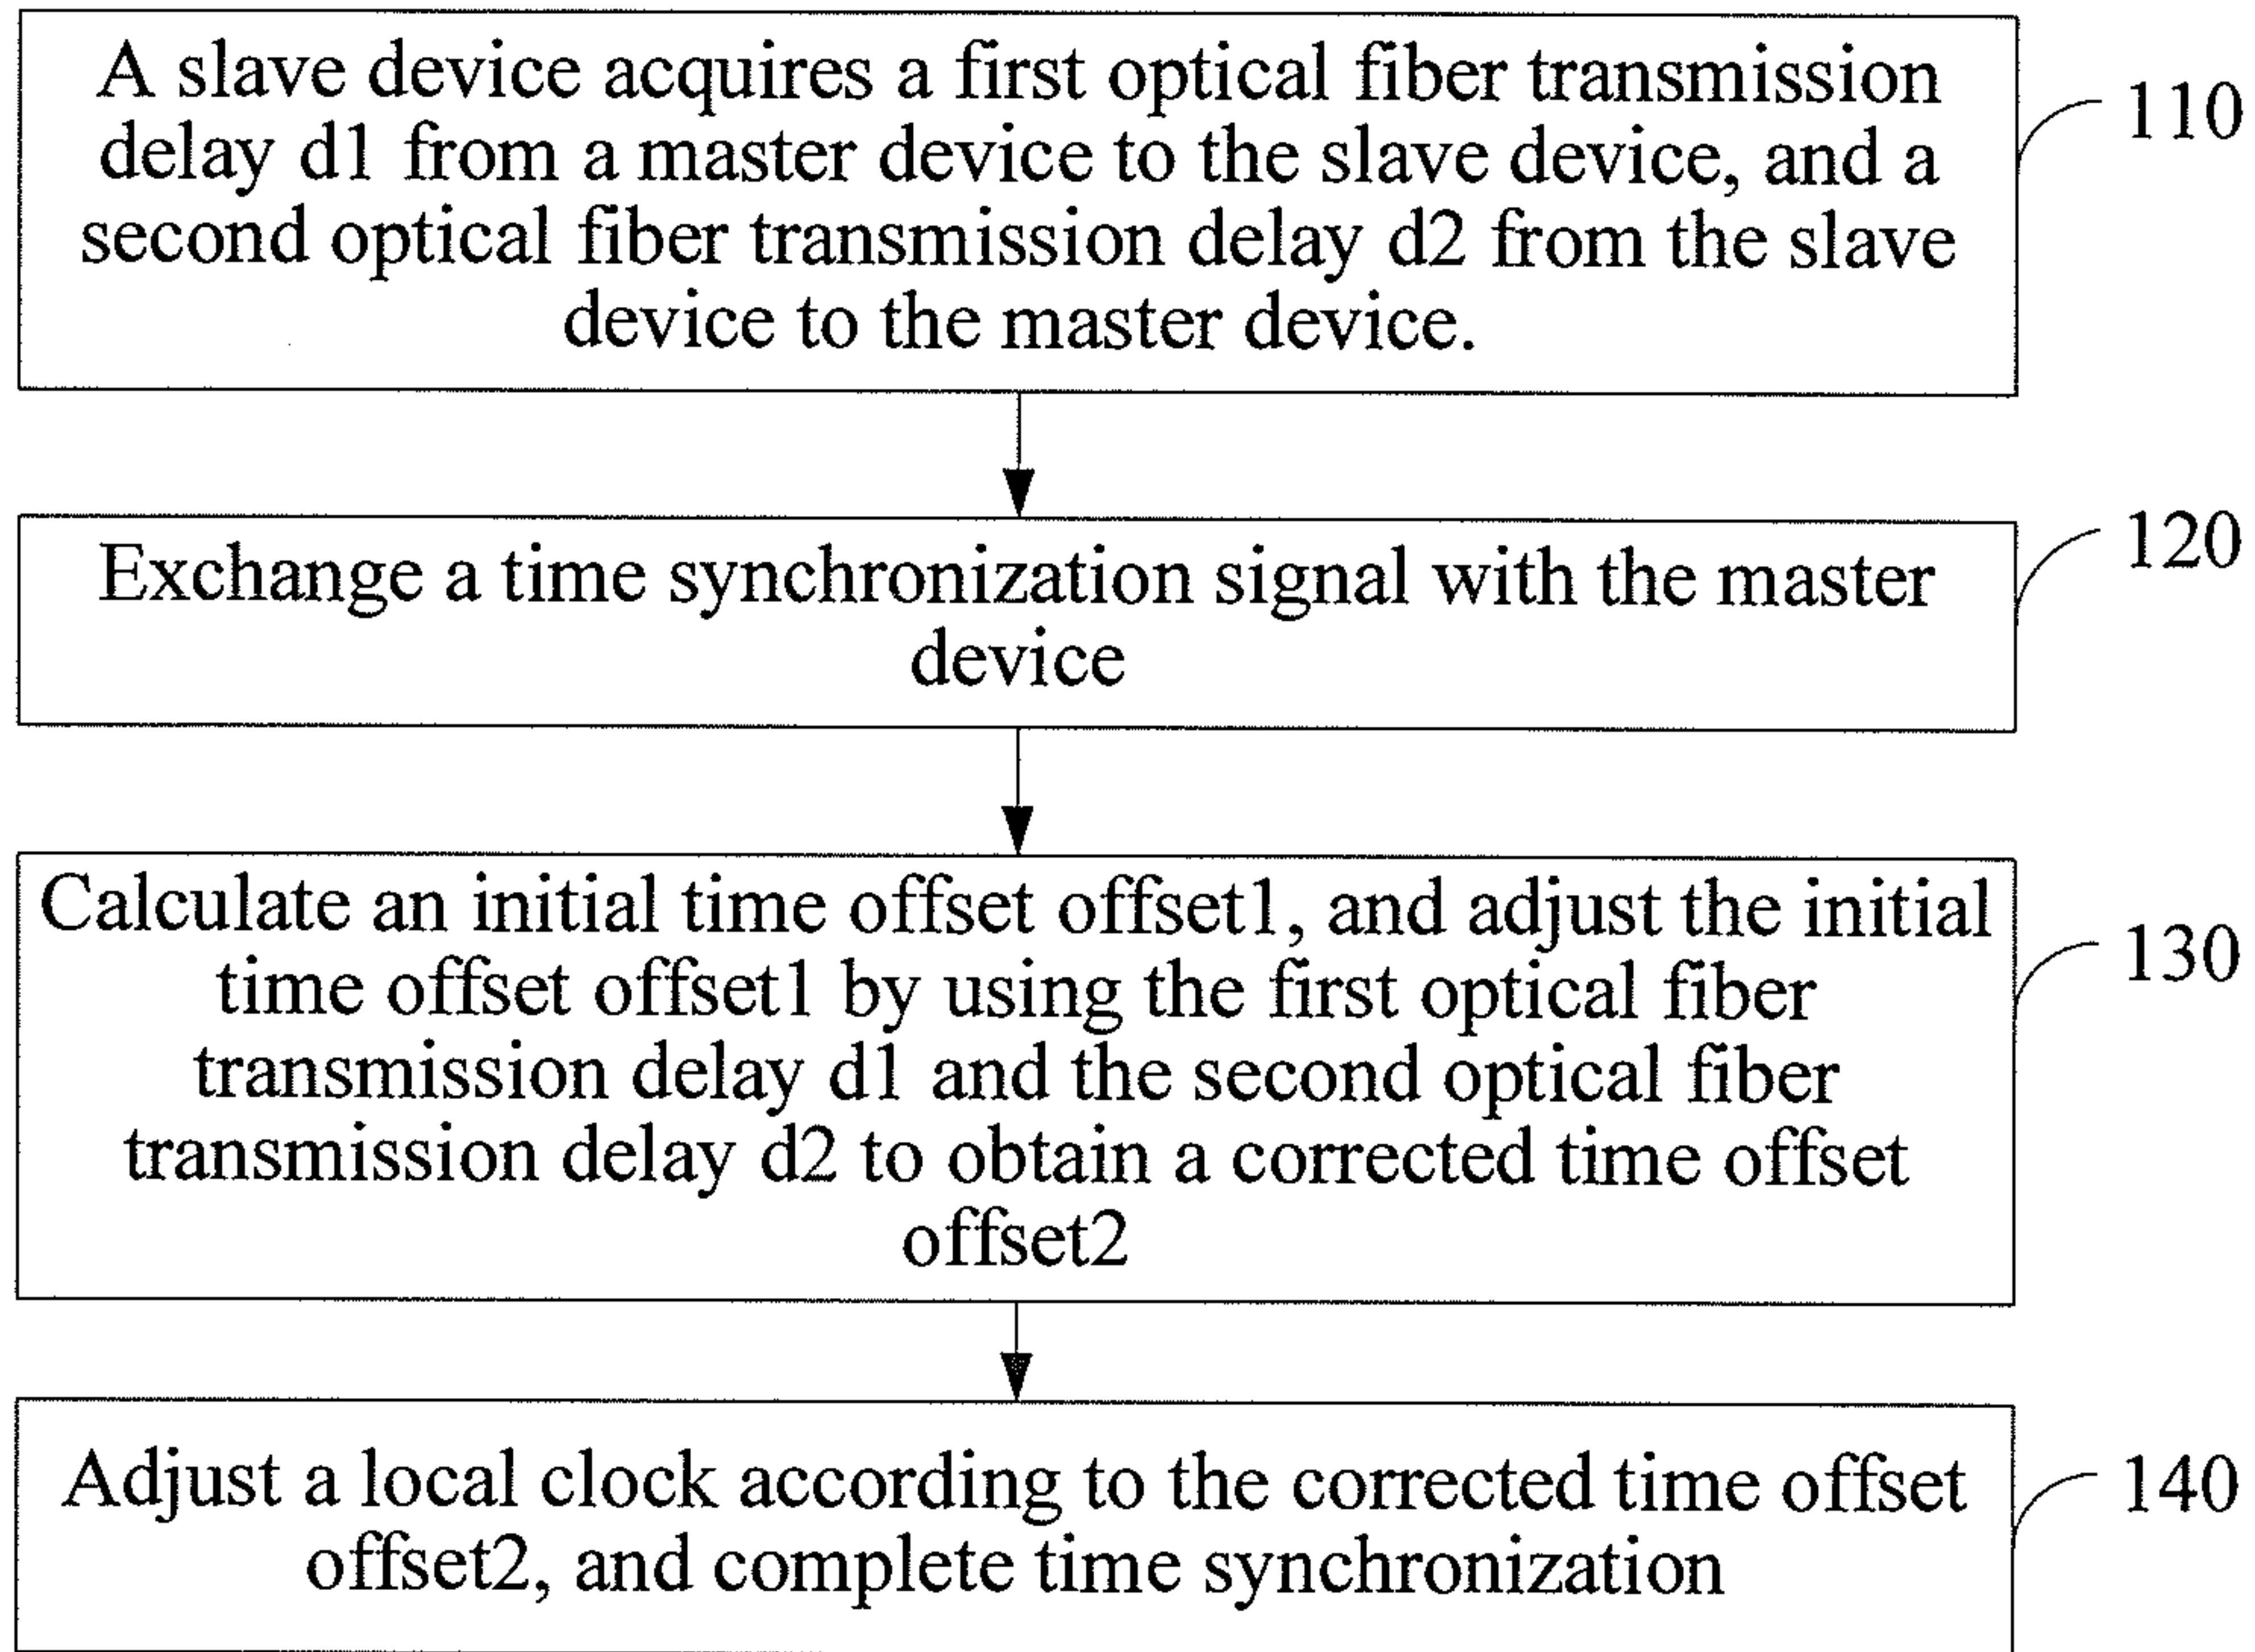 A slave device acquires a first optical fiber transmission
delay d1 from a master device to the slave device, and a
second optical fiber transmission delay d2 from the slave
device to the master device.
110
Exchange a time synchronization signal with the master
device
120
Calculate an initial time offset offset1, and adjust the initial
time offset offset1 by using the first optical fiber
transmission delay d1 and the second optical fiber
transmission delay d2 to obtain a corrected time offset
offset2
130
Adjust a local clock according to the corrected time offset
offset2, and complete time synchronization
140